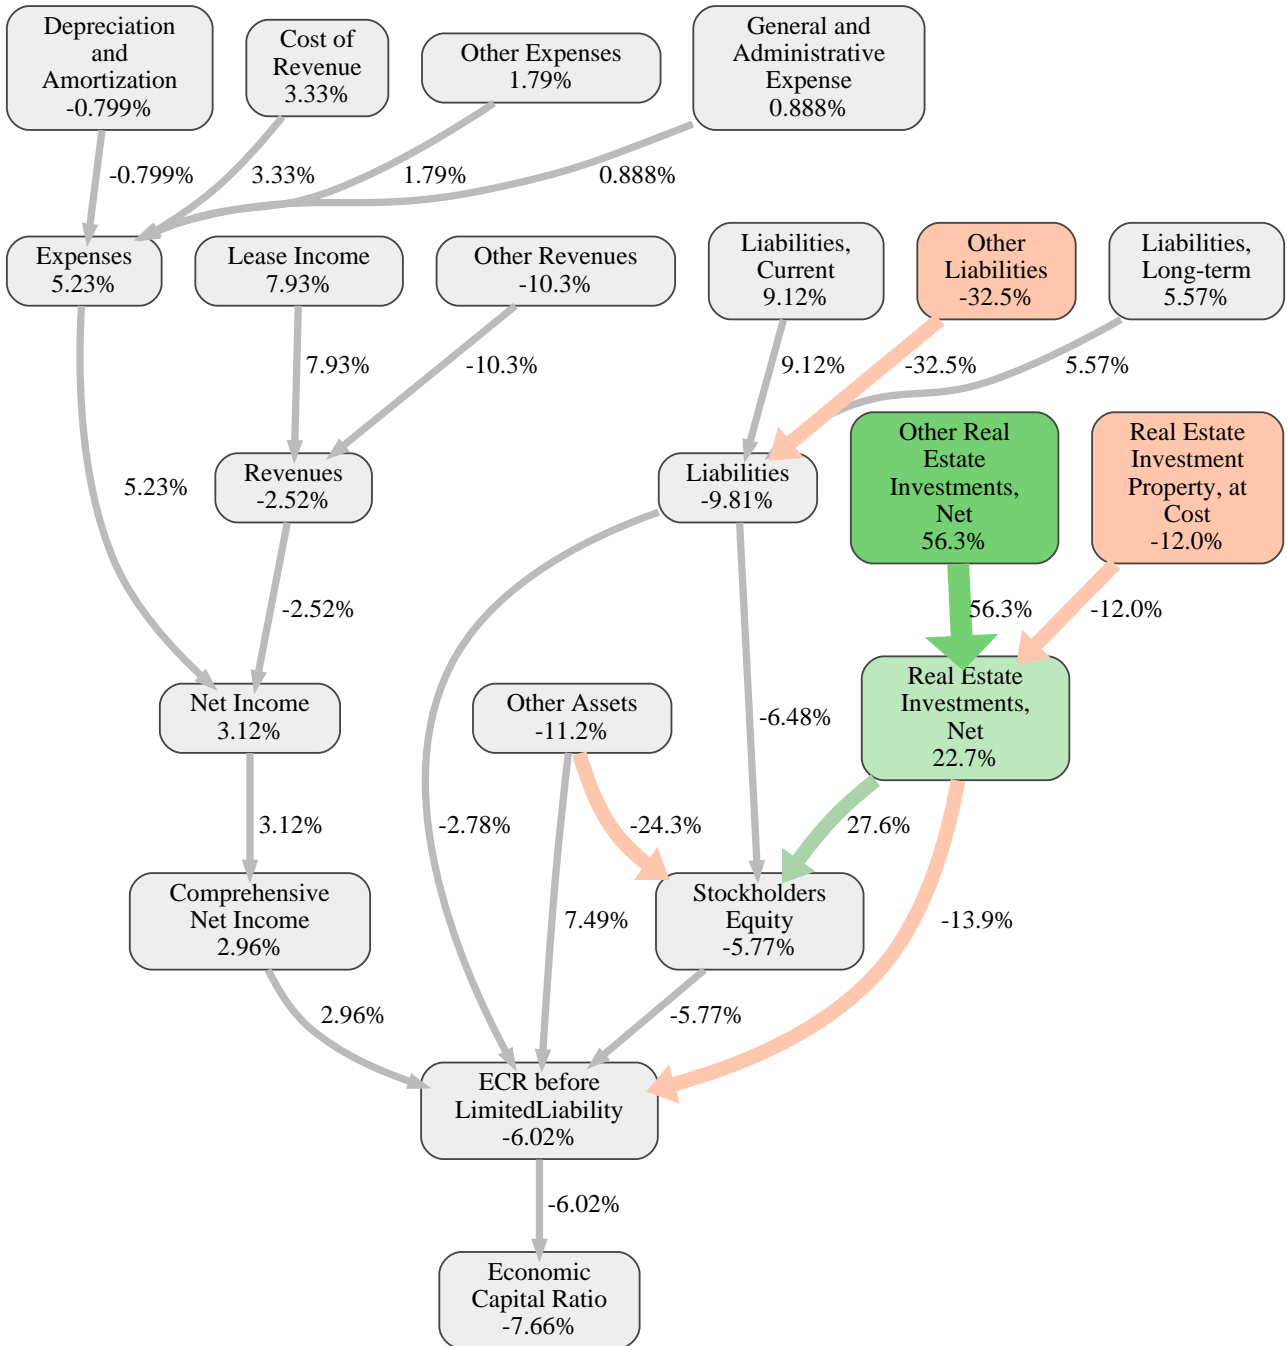 Depreciation
and
Amortization
-0.799%
Cost of
Revenue
3.33%
Other Expenses
1.79%
General and
Administrative
Expense
0.888%
-0.799%
3.33%
1.79%
0.888%
Expenses
5.23%
Lease Income
7.93%
Other Revenues
-10.3%
Liabilities,
Current
9.12%
Other
Liabilities
-32.5%
Liabilities,
Long-term
5.57%
7.93%
-10.3%
9.12%
-32.5%
5.57%
Other Real
Estate
Investments,
Net
56.3%
Real Estate
Investment
Property, at
Cost
-12.0%
5.23%
Revenues
-2.52%
Liabilities
-9.81%
-2.52%
56.3%
-12.0%
Net Income
3.12%
Other Assets
-11.2%
-6.48%
Real Estate
Investments,
Net
22.7%
3.12%
-2.78%
-24.3%
27.6%
Comprehensive
Net Income
2.96%
7.49%
Stockholders
Equity
-5.77%
-13.9%
2.96%
-5.77%
ECR before
LimitedLiability
-6.02%
-6.02%
Economic
Capital Ratio
-7.66%